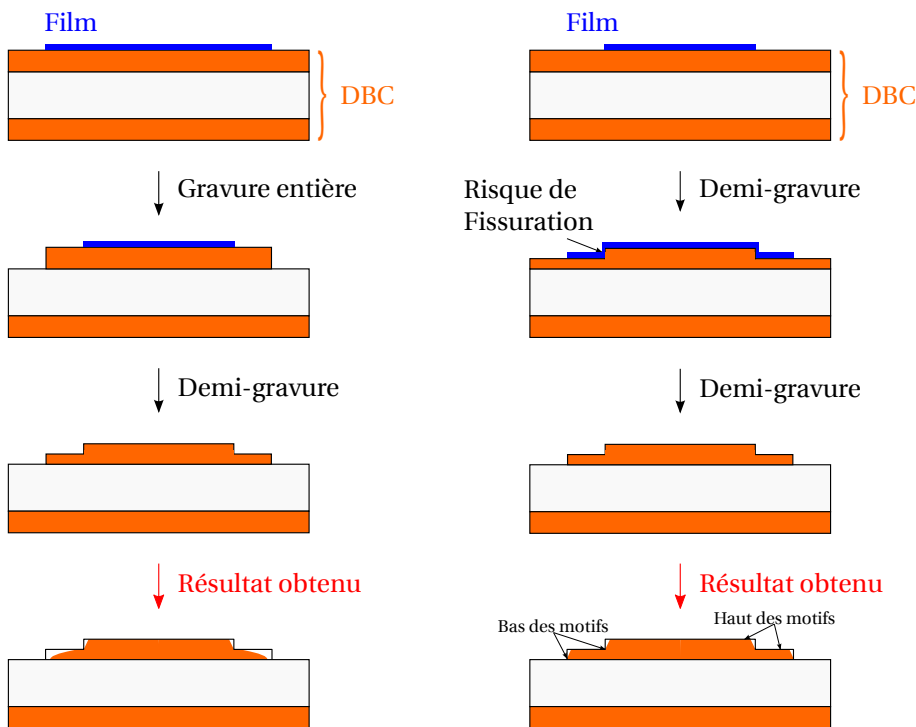 Film
DBC
Gravure entière
Demi-gravure
Résultat obtenu
Film
DBC
Demi-gravure
Risque de
Fissuration
Demi-gravure
Résultat obtenu
Bas des motifs
Haut des motifs